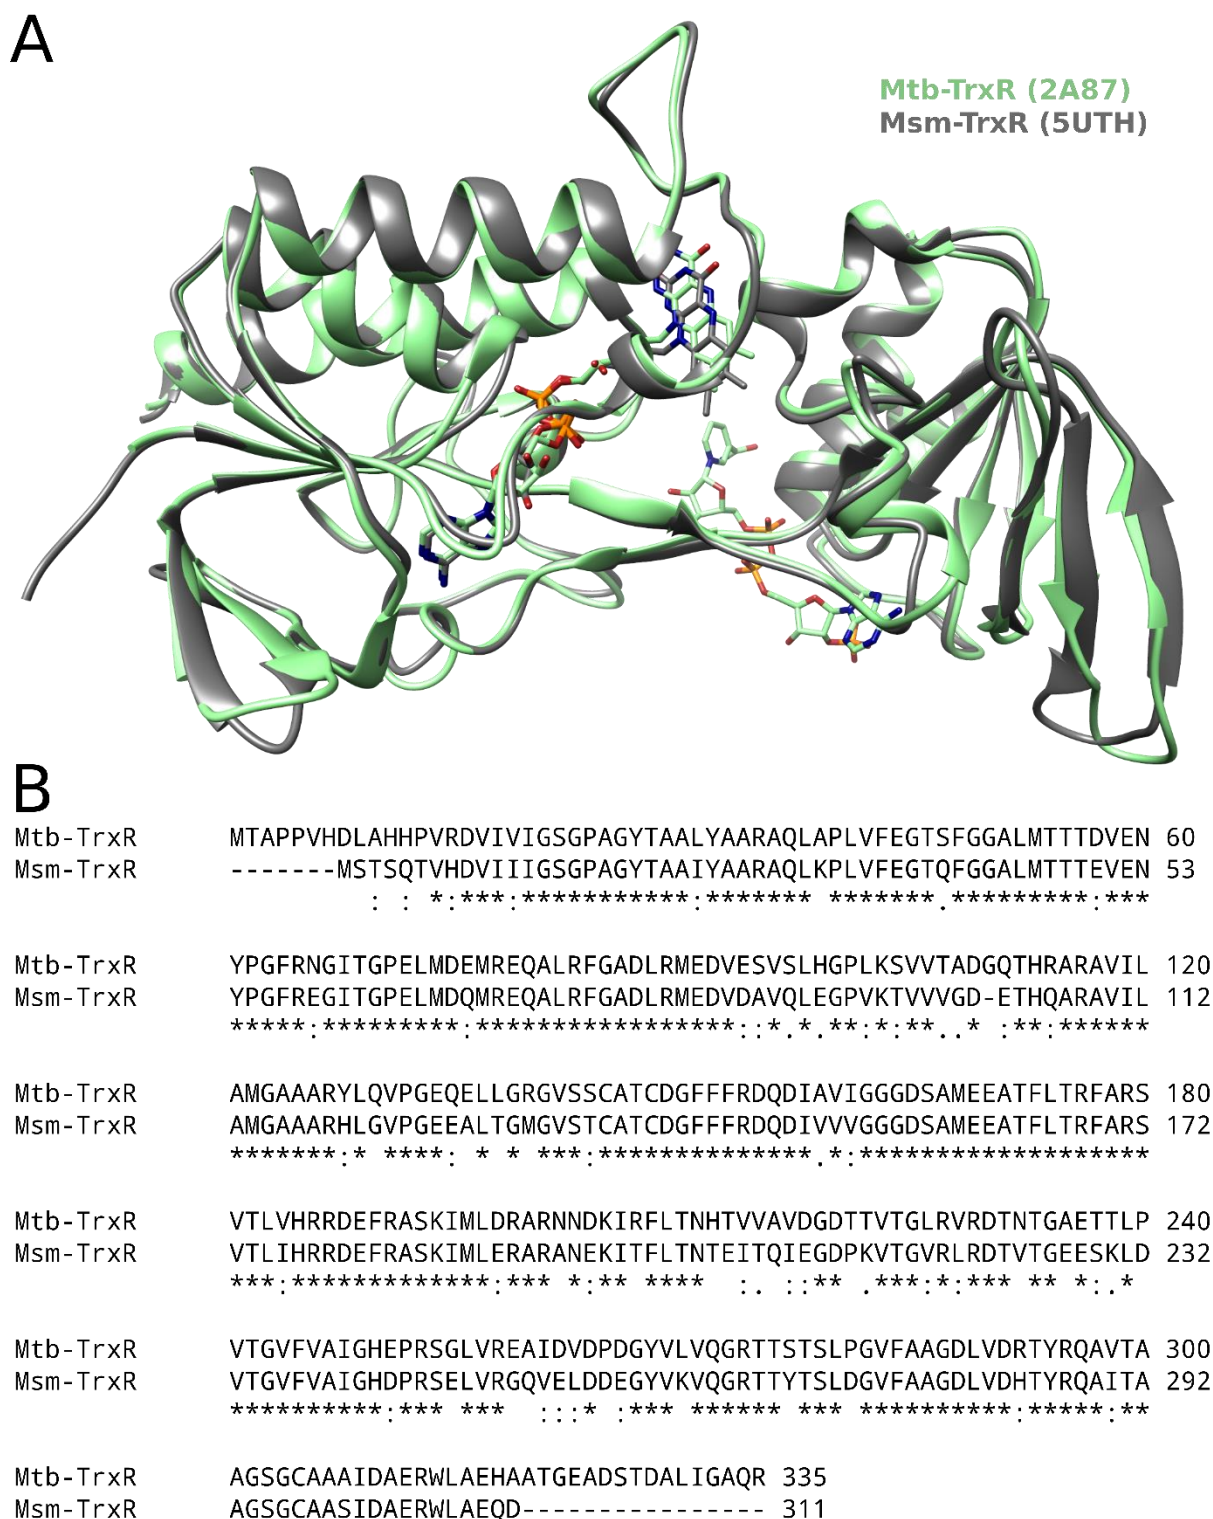 A
Mtb-TrxR (2A87)
Msm-TrxR (5UTH)
B
Mtb-TrxR MTAPPVHDLAHHPVRDVIVIGSGPAGYTAALYAARAQLAPLVFEGTSFGGALMTTTDVEN 60
Msm-TrxR -------MSTSQTVHDVIIIGSGPAGYTAAIYAARAQLKPLVFEGTQFGGALMTTTEVEN 53
: : *:***:***********:******* *******.*********:***
Mtb-TrxR YPGFRNGITGPELMDEMREQALRFGADLRMEDVESVSLHGPLKSVVTADGQTHRARAVIL 120
Msm-TrxR YPGFREGITGPELMDQMREQALRFGADLRMEDVDAVQLEGPVKTVVVGD-ETHQARAVIL 112
*****:*********:*****************::*.*.**:*:**..* :**:******
Mtb-TrxR AMGAAARYLQVPGEQELLGRGVSSCATCDGFFFRDQDIAVIGGGDSAMEEATFLTRFARS 180
Msm-TrxR AMGAAARHLGVPGEEALTGMGVSTCATCDGFFFRDQDIVVVGGGDSAMEEATFLTRFARS 172
*******:* ****: * * ***:**************.*:*******************
Mtb-TrxR VTLVHRRDEFRASKIMLDRARNNDKIRFLTNHTVVAVDGDTTVTGLRVRDTNTGAETTLP 240
Msm-TrxR VTLIHRRDEFRASKIMLERARANEKITFLTNTEITQIEGDPKVTGVRLRDTVTGEESKLD 232
***:*************:*** *:** **** :. ::** .***:*:*** ** *:.*
Mtb-TrxR VTGVFVAIGHEPRSGLVREAIDVDPDGYVLVQGRTTSTSLPGVFAAGDLVDRTYRQAVTA 300
Msm-TrxR VTGVFVAIGHDPRSELVRGQVELDDEGYVKVQGRTTYTSLDGVFAAGDLVDHTYRQAITA 292
**********:*** *** :::* :*** ****** *** **********:*****:**
Mtb-TrxR AGSGCAAAIDAERWLAEHAATGEADSTDALIGAQR 335
Msm-TrxR AGSGCAASIDAERWLAEQD---------------- 311